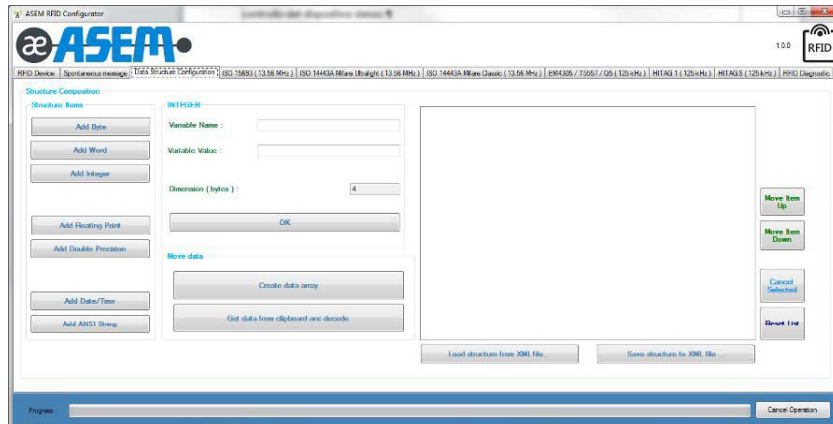 ASEM RFID Configurator
controllo del dispositivo
æASEM
1.0.0
RFID
RFID Device
Spontaneous message
Data Structure Configuration
ISO 15693 ( 13.56 MHz )
ISO 14443A Mifare Ultralight ( 13.56 MHz )
ISO 14443A Mifare Classic ( 13.56 MHz )
EM4305 / T5557 / Q5 ( 125 kHz )
HITAG 1 ( 125 kHz )
HITAG S ( 125 kHz )
RFID Diagnostic
Structure Composition
Structure Items
Add Byte
Add Word
Add Integer
Add Floating Point
Add Double Precision
Add Date/Time
Add ANSI String
INTEGER
Variable Name :
Variable Value :
Dimension ( bytes ) :
4
OK
Move data
Create data array
Get data from clipboard and decode
Load structure from XML file...
Save structure to XML file ...
Move Item
Up
Move Item
Down
Cancel
Selected
Reset List
Progress :
Cancel Operation